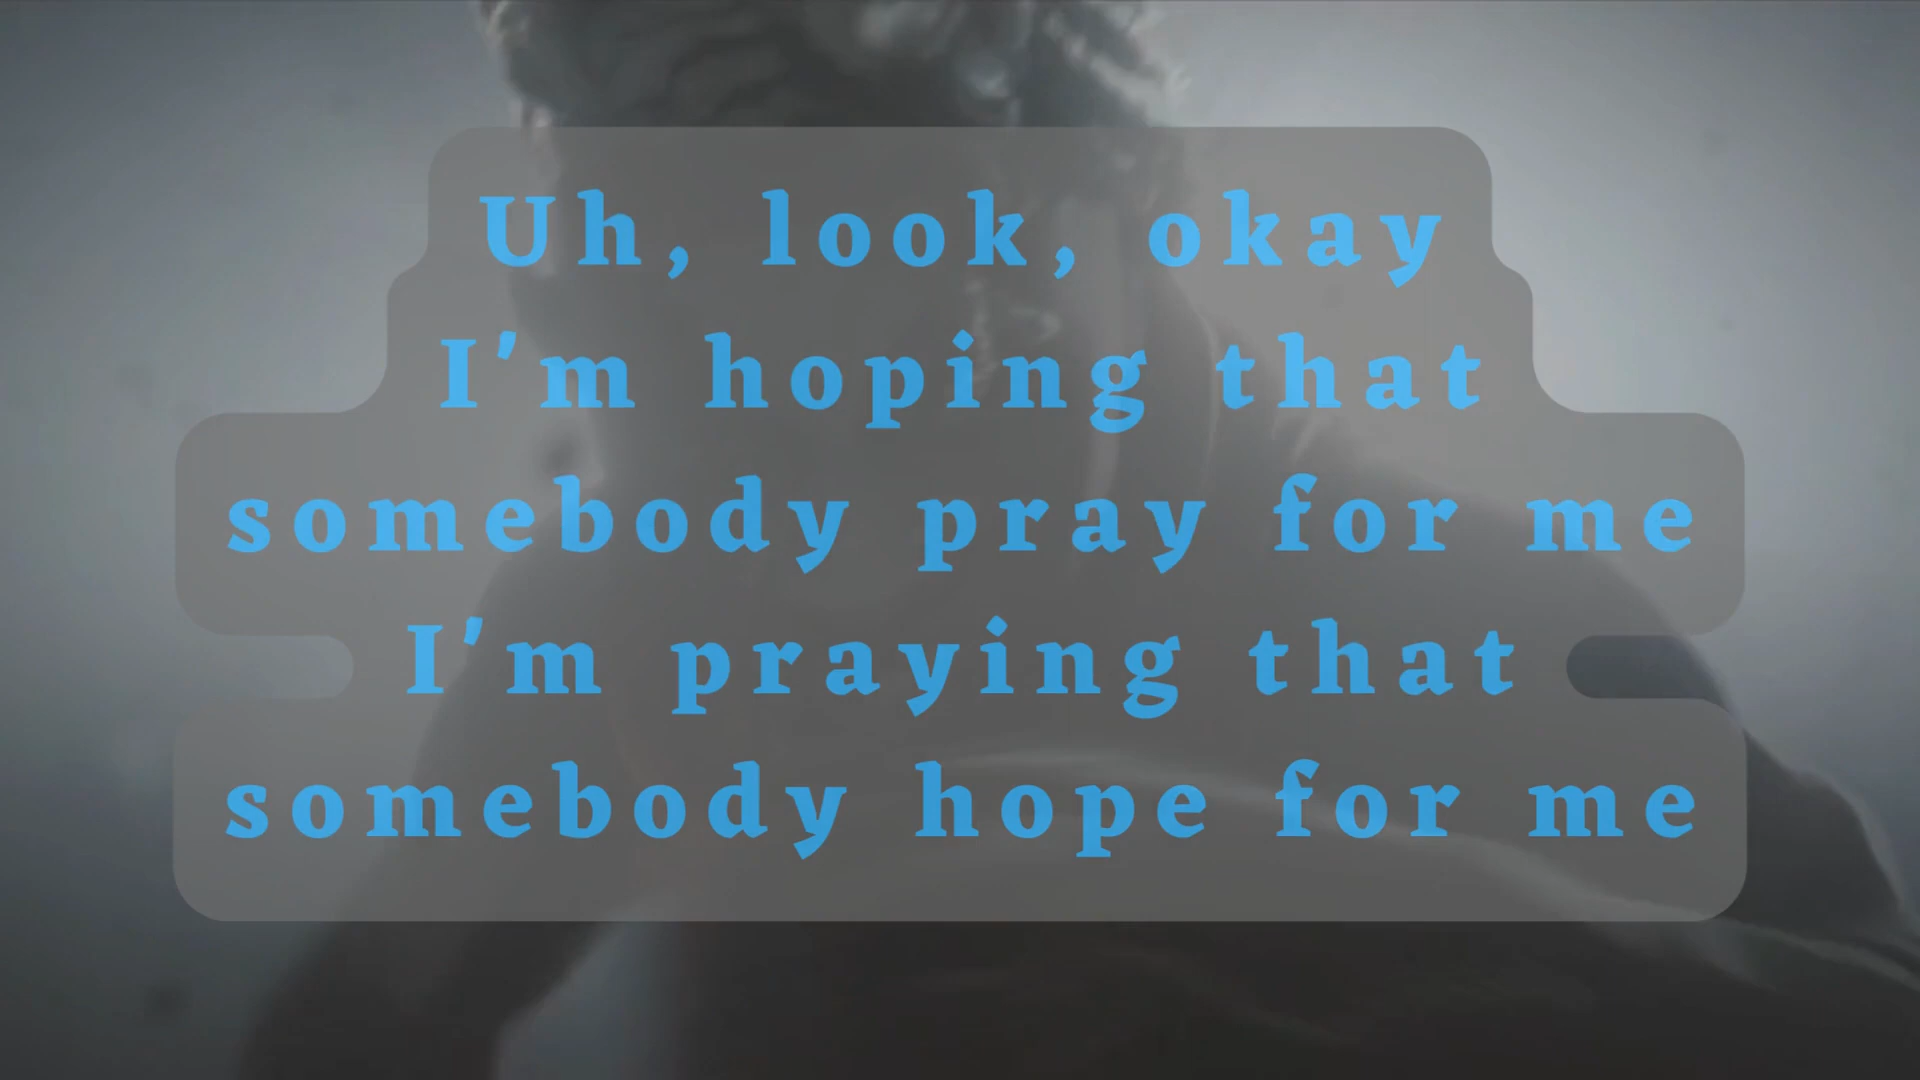 Uh, look, okay
I'm hoping that
somebody pray for me
I'm praying that
somebody hope for me